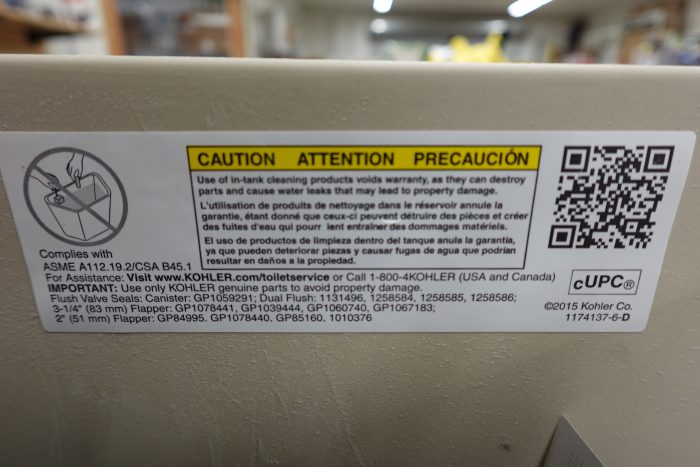 CAUTION ATTENTION PRECAUCIÓN
Use of in-tank cleaning products voids warranty, as they can destroy
parts and cause water leaks that may lead to property damage.
L'utilisation de produits de nettoyage dans le réservoir annule la
garantie, étant donné que ceux-ci peuvent détruire des pièces et créer
des fuites d'eau qui pourr ient entraîner des dommages matériels.
El uso de productos de limpieza dentro del tanque anula la garantía,
ya que pueden deteriorar piezas y causar fugas de agua que podrían
resultar en daños a la propiedad.
Complies with
ASME A112.19.2/CSA B45.1
For Assistance: Visit www.KOHLER.com/toiletservice or Call 1-800-4KOHLER (USA and Canada)
IMPORTANT: Use only KOHLER genuine parts to avoid property damage.
Flush Valve Seals: Canister: GP1059291; Dual Flush: 1131496, 1258584, 1258585, 1258586;
3-1/4" (83 mm) Flapper: GP1078441, GP1039444, GP1060740, GP1067183;
2" (51 mm) Flapper: GP84995. GP1078440, GP85160, 1010376
cUPC®
©2015 Kohler Co.
1174137-6-D